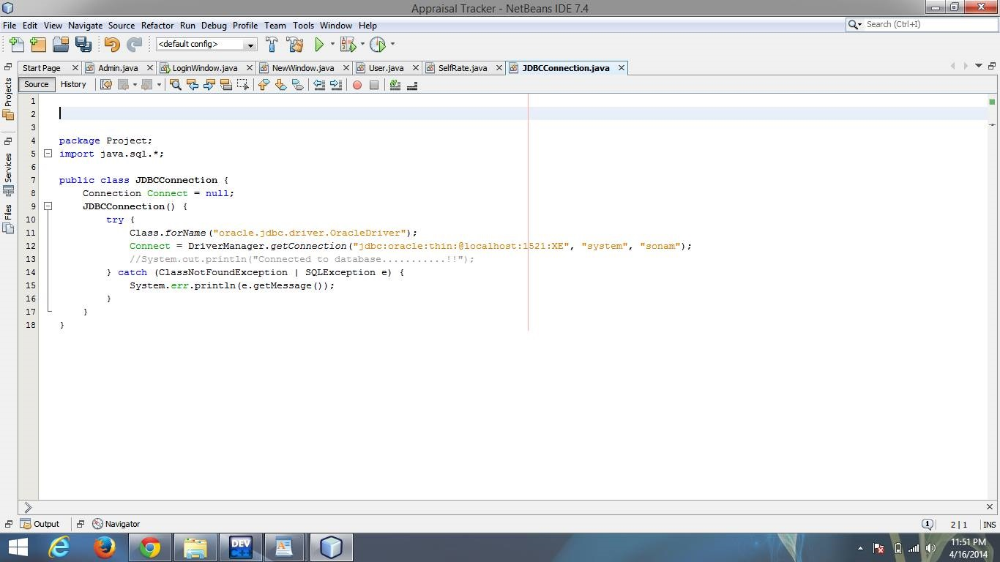 Appraisal Tracker - NetBeans IDE 7.4
File Edit View Navigate Source Refactor Run Debug Profile Team Tools Window Help
Search (Ctrl+I)
<default config>
Start Page Admin.java LoginWindow.java NewWindow.java User.java SelfRate.java JDBCConnection.java
Source History
Projects
Services
Files
1
2
3
4 package Project;
5 import java.sql.*;
6
7 public class JDBCConnection {
8 Connection Connect = null;
9 JDBCConnection() {
10 try {
11 Class.forName("oracle.jdbc.driver.OracleDriver");
12 Connect = DriverManager.getConnection("jdbc:oracle:thin:@localhost:1521:XE", "system", "sonam");
13 //System.out.println("Connected to database...........!!");
14 } catch (ClassNotFoundException | SQLException e) {
15 System.err.println(e.getMessage());
16 }
17 }
18 }
Output Navigator
1 2 | 1 INS
DEV C++
11:51 PM
4/16/2014